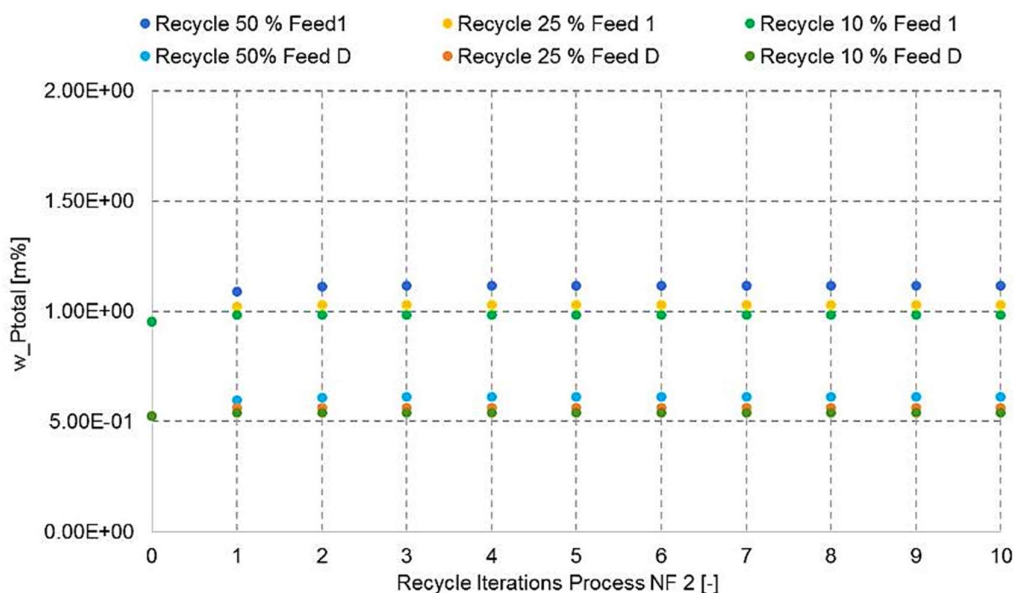 Recycle 50 % Feed1 Recycle 25 % Feed 1 Recycle 10 % Feed 1
Recycle 50% Feed D Recycle 25 % Feed D Recycle 10 % Feed D
2.00E+00
1.50E+00
1.00E+00
5.00E-01
0.00E+00
w_Ptotal [m%]
0 1 2 3 4 5 6 7 8 9 10
Recycle Iterations Process NF 2 [-]